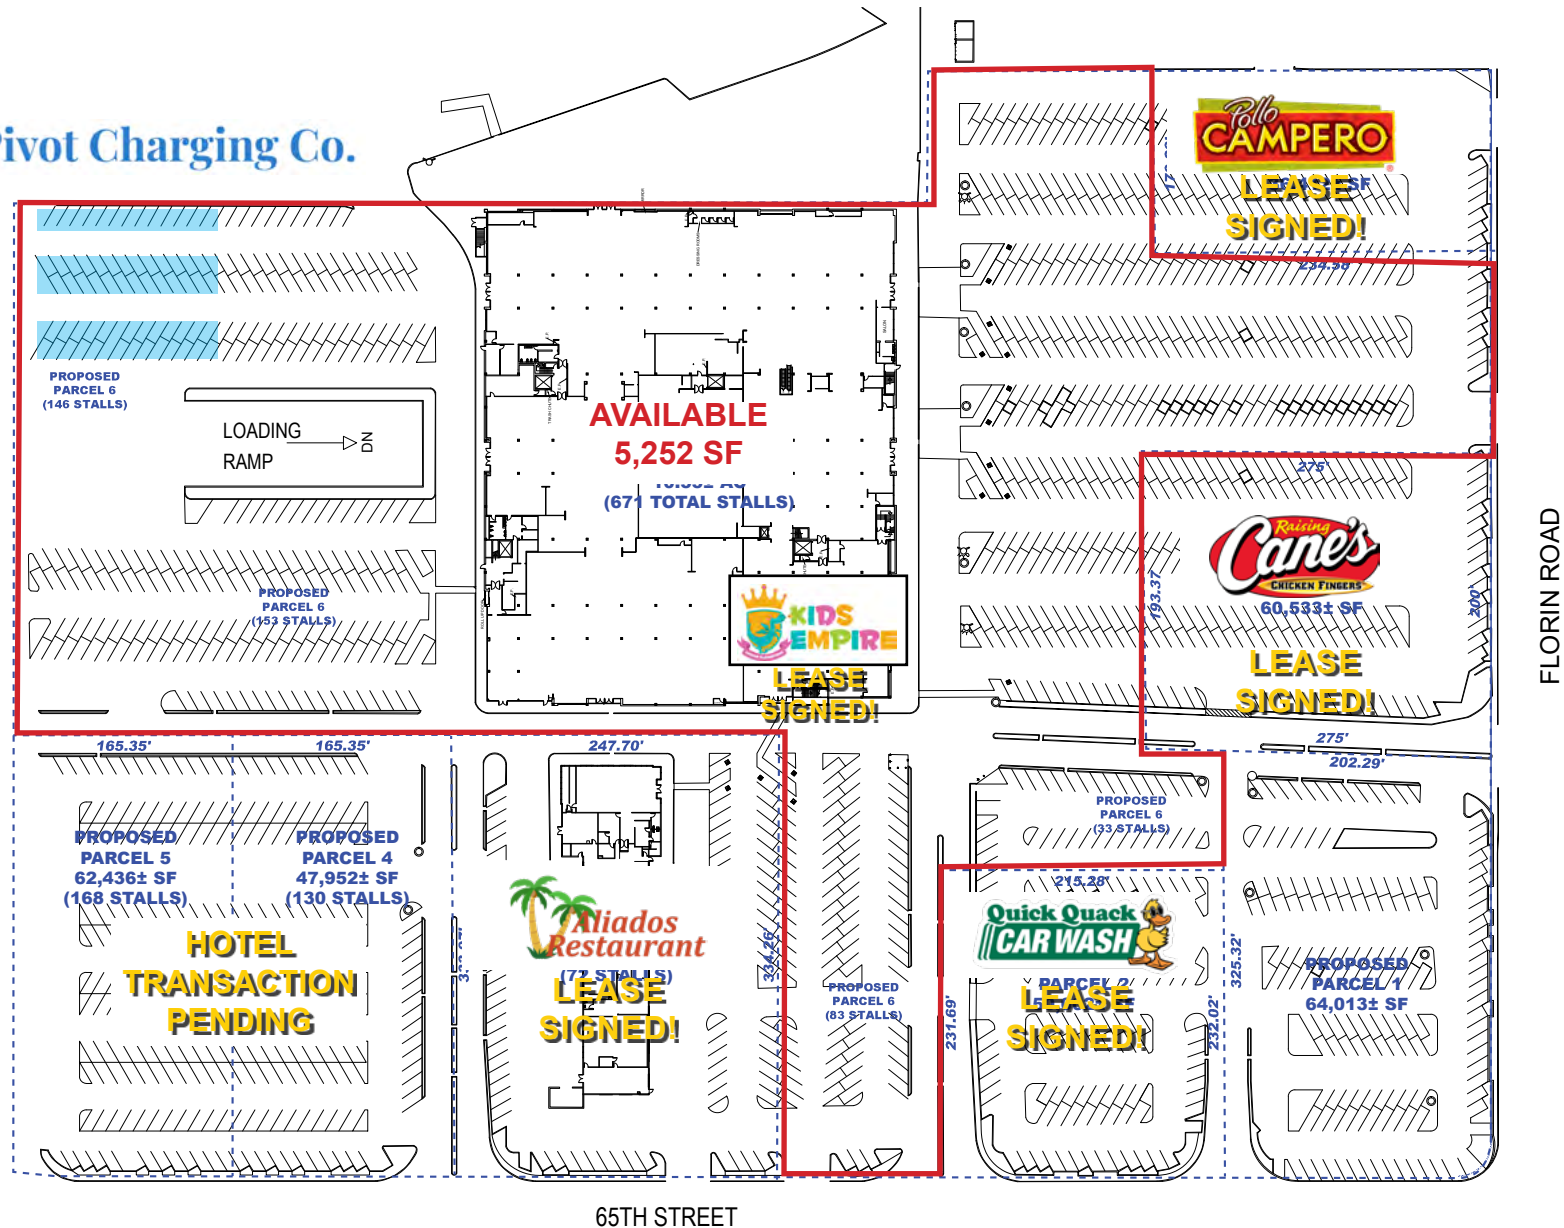 Pivot Charging Co.
Pollo
CAMPERO
LEASE
SF
SIGNED!
234.38'
PROPOSED
PARCEL 6
(146 STALLS)
LOADING
RAMP
DN
AVAILABLE
5,252 SF
(671 TOTAL STALLS)
275'
FLORIN ROAD
Raising
Cane's
CHICKEN FINGERS
60,533± SF
193.37
200'
LEASE
SIGNED!
PROPOSED
PARCEL 6
(153 STALLS)
KIDS
EMPIRE
LEASE
SIGNED!
165.35'
165.35'
247.70'
275'
202.29'
PROPOSED
PARCEL 5
62,436± SF
(168 STALLS)
PROPOSED
PARCEL 4
47,952± SF
(130 STALLS)
HOTEL
TRANSACTION
PENDING
Aliados
Restaurant
LEASE
SIGNED!
334.26'
PROPOSED
PARCEL 6
(83 STALLS)
PROPOSED
PARCEL 6
(33 STALLS)
215.28'
Quick Quack
CAR WASH
PARCEL 2
LEASE
SIGNED!
231.69'
232.02'
325.32'
PROPOSED
PARCEL 1
64,013± SF
65TH STREET